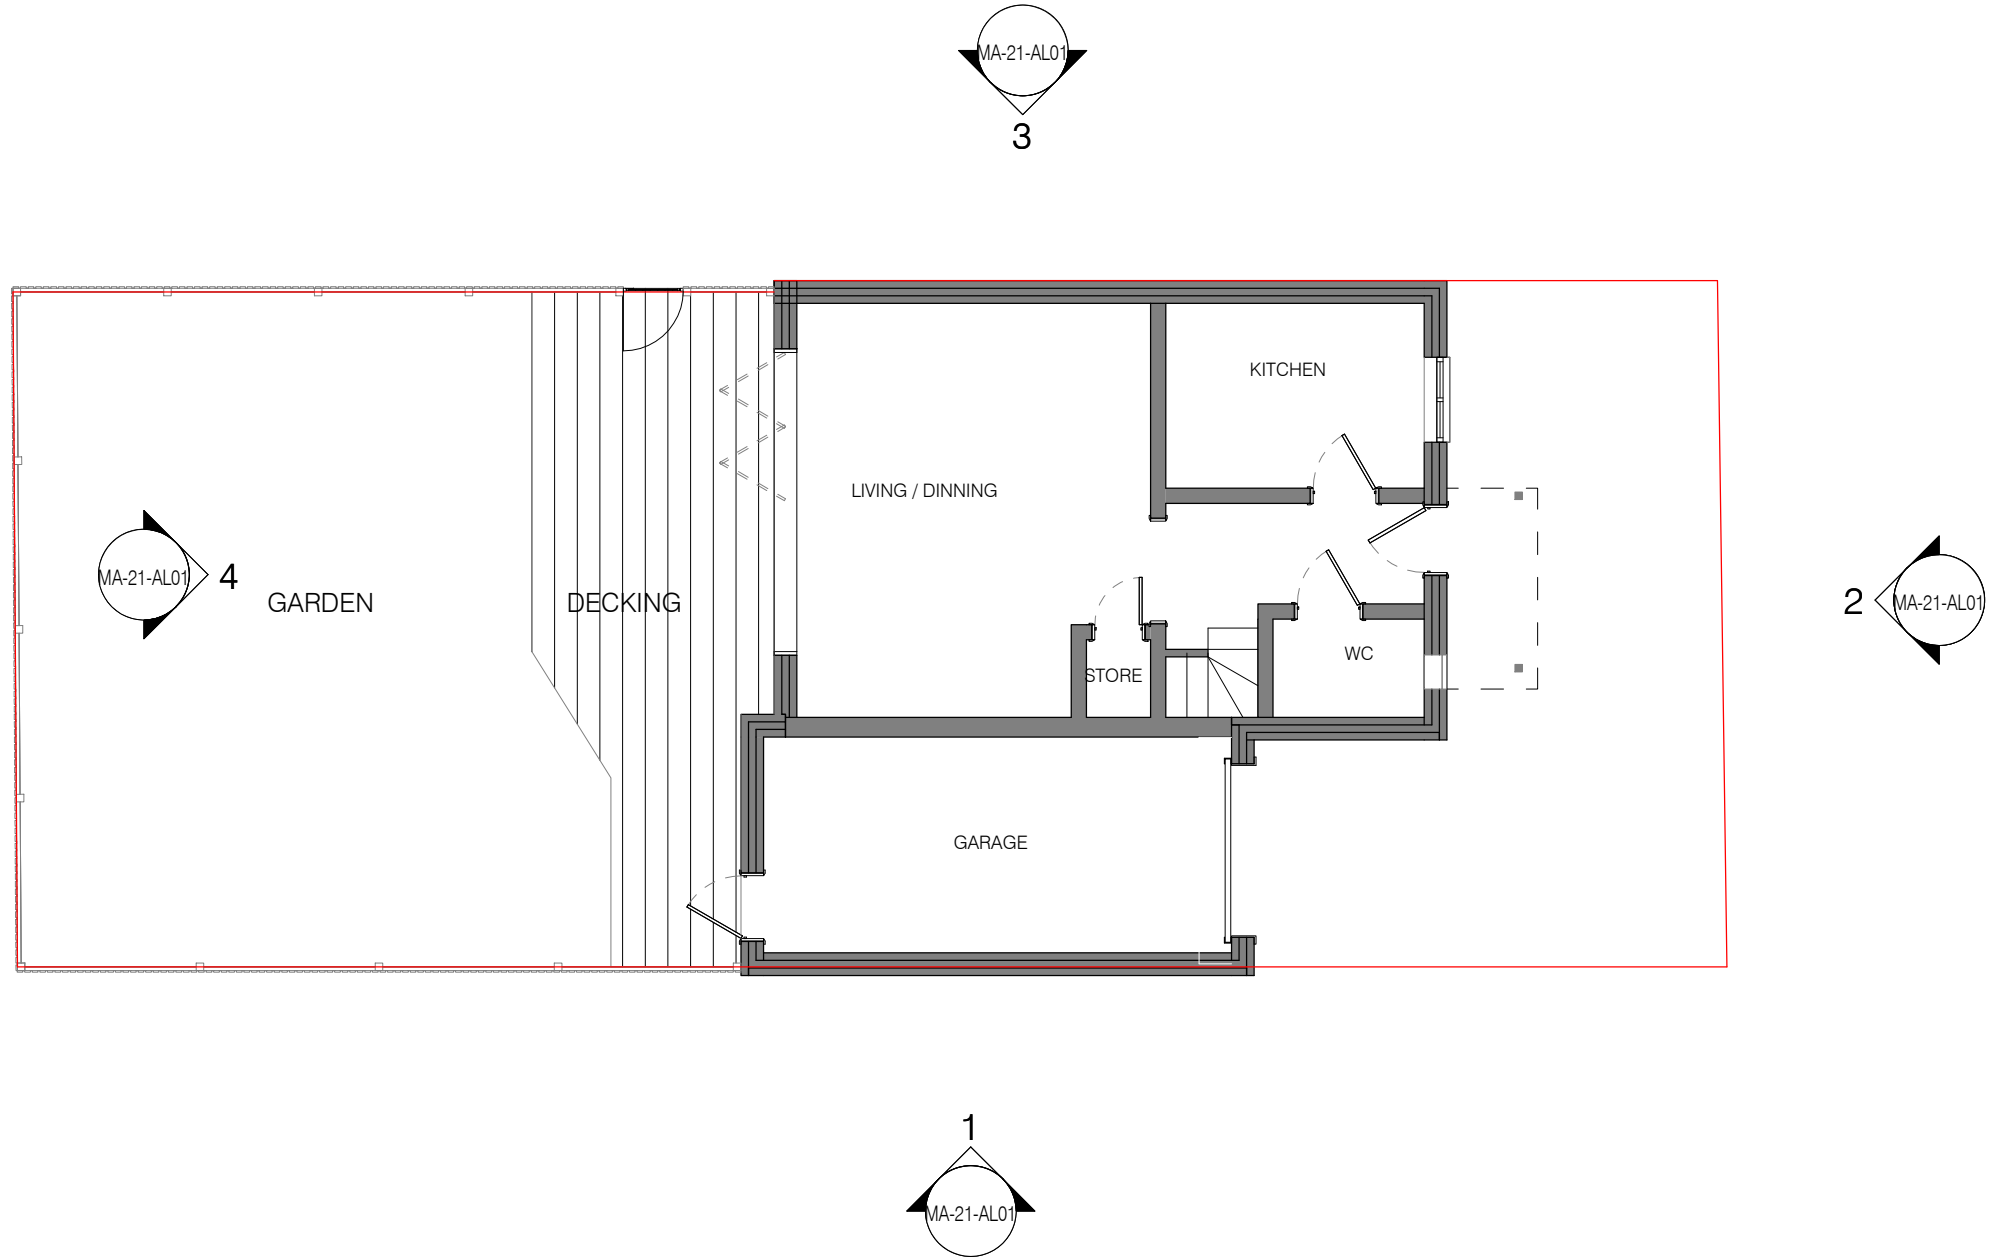 MA-21-AL01
3
KITCHEN
LIVING / DINNING
MA-21-AL01
4
GARDEN
DECKING
2
MA-21-AL01
WC
STORE
GARAGE
1
MA-21-AL01